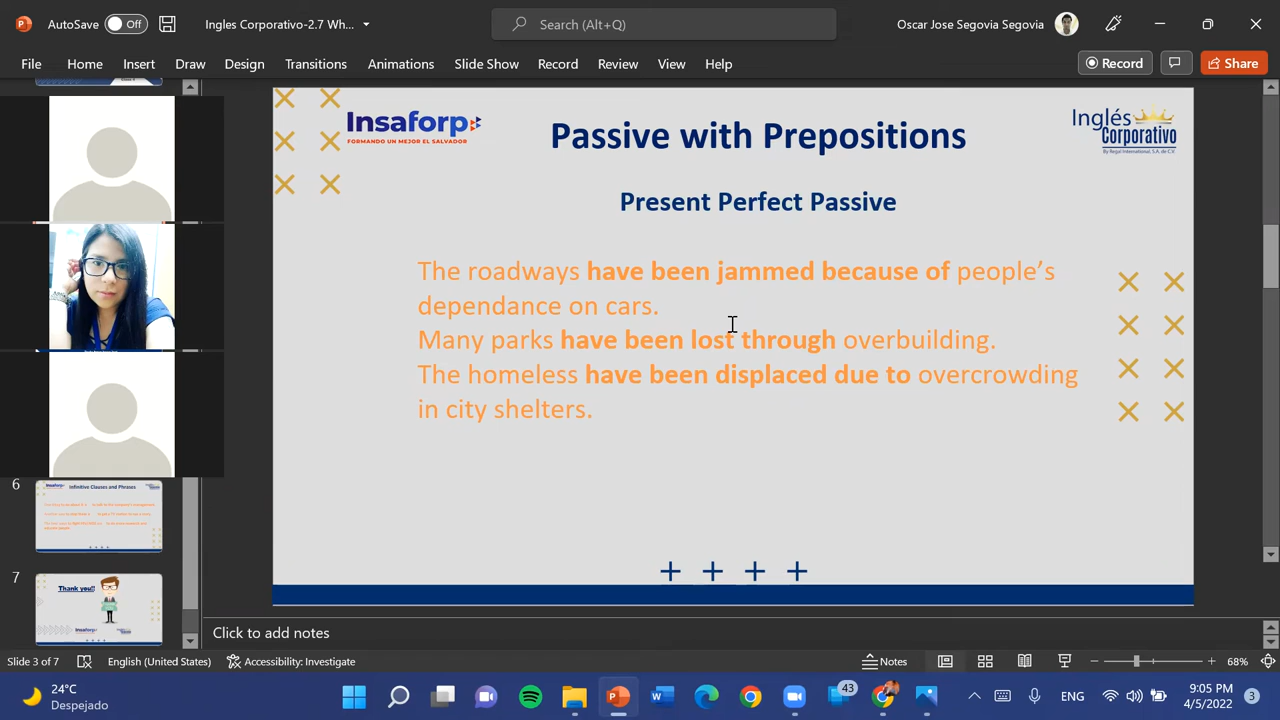 AutoSave Off Ingles Corporativo-2.7 Wh... Search (Alt+Q) Oscar Jose Segovia Segovia
File Home Insert Draw Design Transitions Animations Slide Show Record Review View Help Record Share
Insaforp
FORMANDO UN MEJOR EL SALVADOR
Inglés
Corporativo
By Regal International, S.A. de C.V.
Passive with Prepositions
Present Perfect Passive
The roadways have been jammed because of people's
dependance on cars.
Many parks have been lost through overbuilding.
The homeless have been displaced due to overcrowding
in city shelters.
6
Insaforp Infinitive Clauses and Phrases
7
Thank you!!
Insaforp
Click to add notes
Slide 3 of 7 English (United States) Accessibility: Investigate Notes 68%
24°C
Despejado
43
ENG
9:05 PM
4/5/2022
3